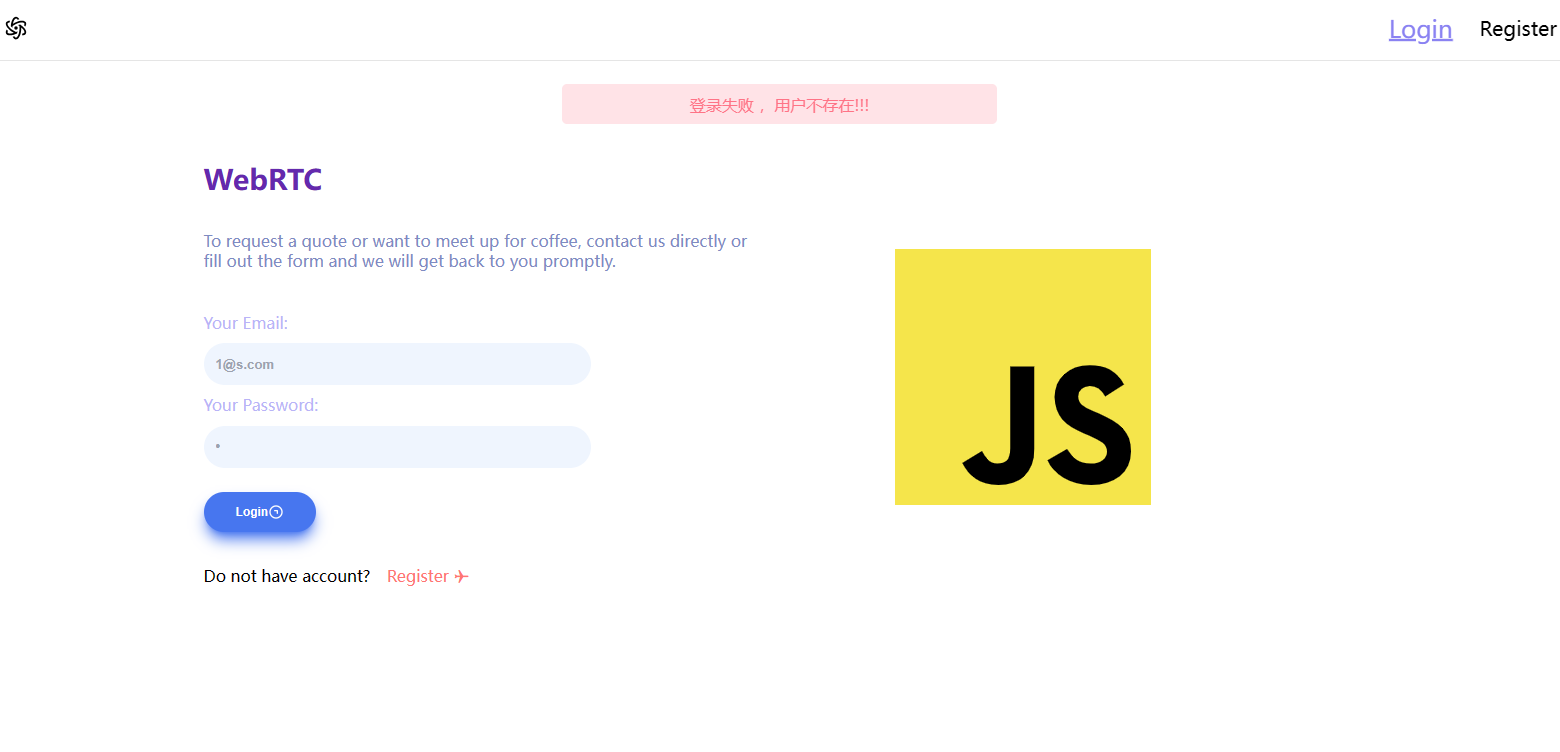 Login Register
登录失败， 用户不存在!!!
WebRTC
To request a quote or want to meet up for coffee, contact us directly or
fill out the form and we will get back to you promptly.
Your Email:
1@s.com
Your Password:
•
Login
Do not have account? Register
JS